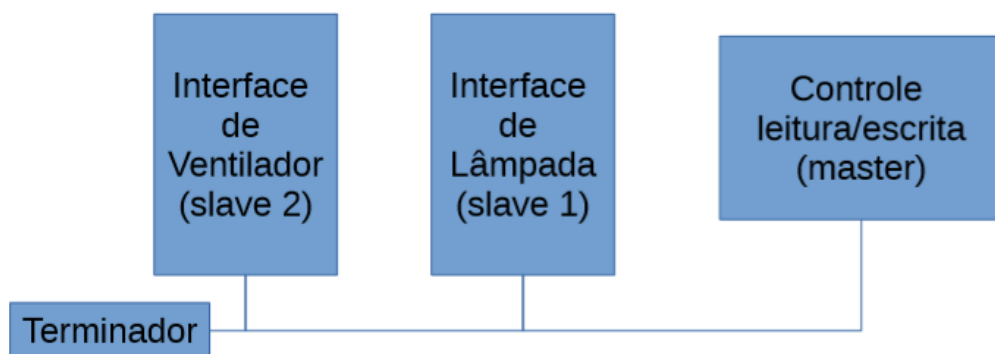 Interface
de
Ventilador
(slave 2)
Interface
de
Lâmpada
(slave 1)
Controle
leitura/escrita
(master)
Terminador